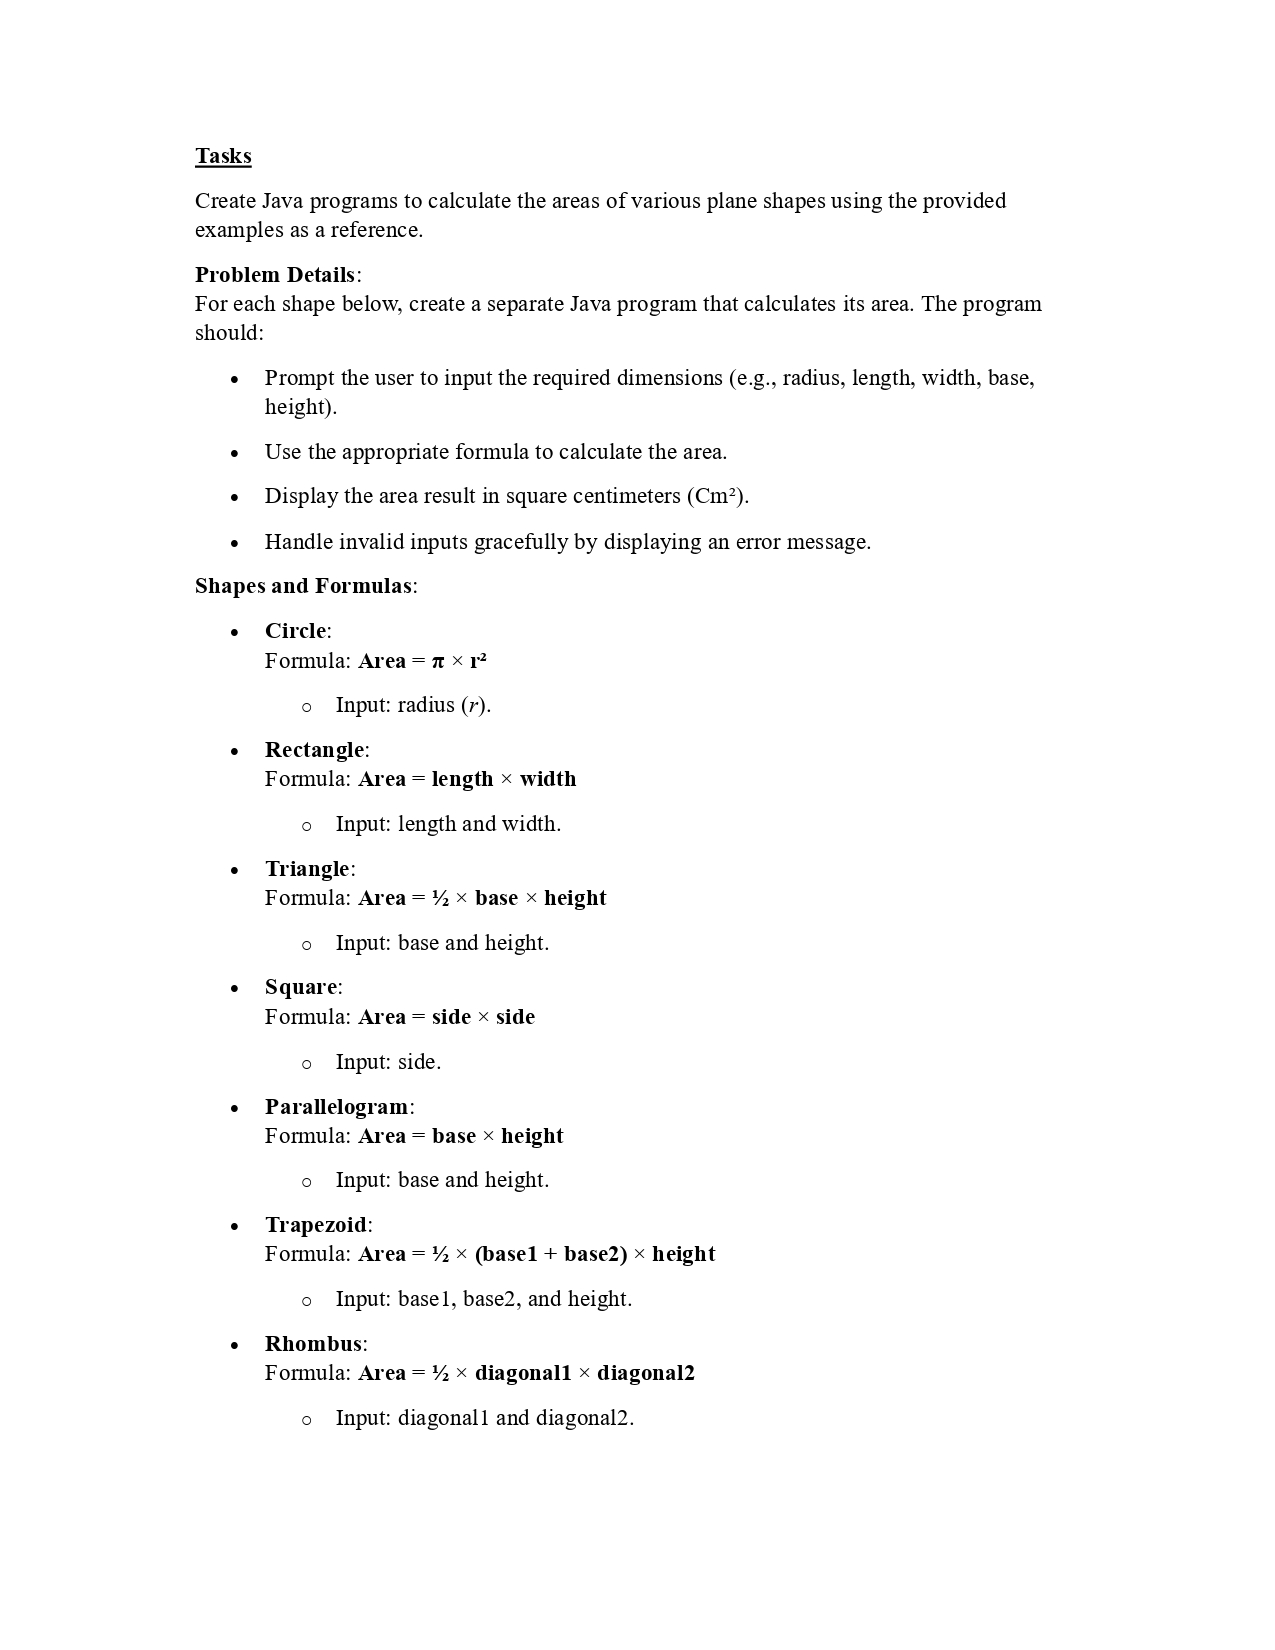 Tasks
Create Java programs to calculate the areas of various plane shapes using the provided
examples as a reference.
Problem Details:
For each shape below, create a separate Java program that calculates its area. The program
should:
• Prompt the user to input the required dimensions (e.g., radius, length, width, base,
height).
• Use the appropriate formula to calculate the area.
• Display the area result in square centimeters (Cm²).
• Handle invalid inputs gracefully by displaying an error message.
Shapes and Formulas:
• Circle:
Formula: Area = π × r²
o Input: radius (r).
• Rectangle:
Formula: Area = length × width
o Input: length and width.
• Triangle:
Formula: Area = ½ × base × height
o Input: base and height.
• Square:
Formula: Area = side × side
o Input: side.
• Parallelogram:
Formula: Area = base × height
o Input: base and height.
• Trapezoid:
Formula: Area = ½ × (base1 + base2) × height
o Input: base1, base2, and height.
• Rhombus:
Formula: Area = ½ × diagonal1 × diagonal2
o Input: diagonal1 and diagonal2.